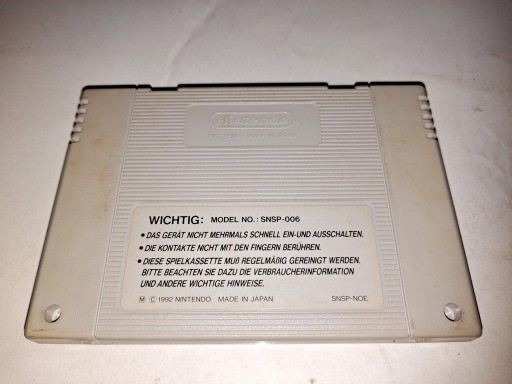 Nintendo
WICHTIG: MODEL NO.: SNSP-006
• DAS GERÄT NICHT MEHRMALS SCHNELL EIN-UND AUSSCHALTEN.
• DIE KONTAKTE NICHT MIT DEN FINGERN BERÜHREN.
• DIESE SPIELKASSETTE MUß REGELMÄßIG GEREINIGT WERDEN.
BITTE BEACHTEN SIE DAZU DIE VERBRAUCHERINFORMATION
UND ANDERE WICHTIGE HINWEISE.
Ⓜ © 1992 NINTENDO MADE IN JAPAN SNSP-NOE